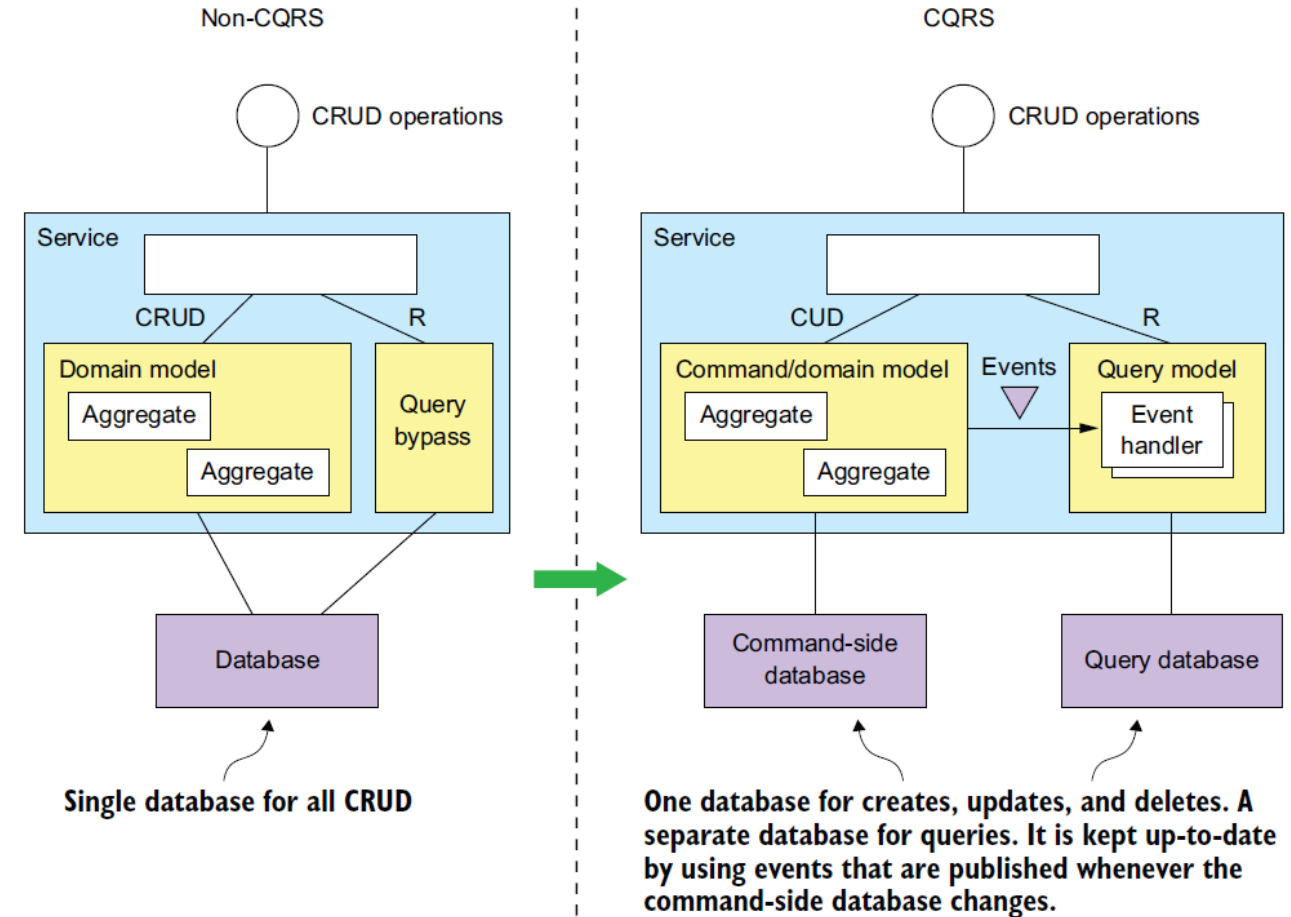 Non-CQRS
CRUD operations
Service
CRUD
R
Domain model
Aggregate
Aggregate
Query
bypass
Database
Single database for all CRUD
CQRS
CRUD operations
Service
CUD
R
Command/domain model
Aggregate
Aggregate
Events
Query model
Event
handler
Command-side
database
Query database
One database for creates, updates, and deletes. A
separate database for queries. It is kept up-to-date
by using events that are published whenever the
command-side database changes.